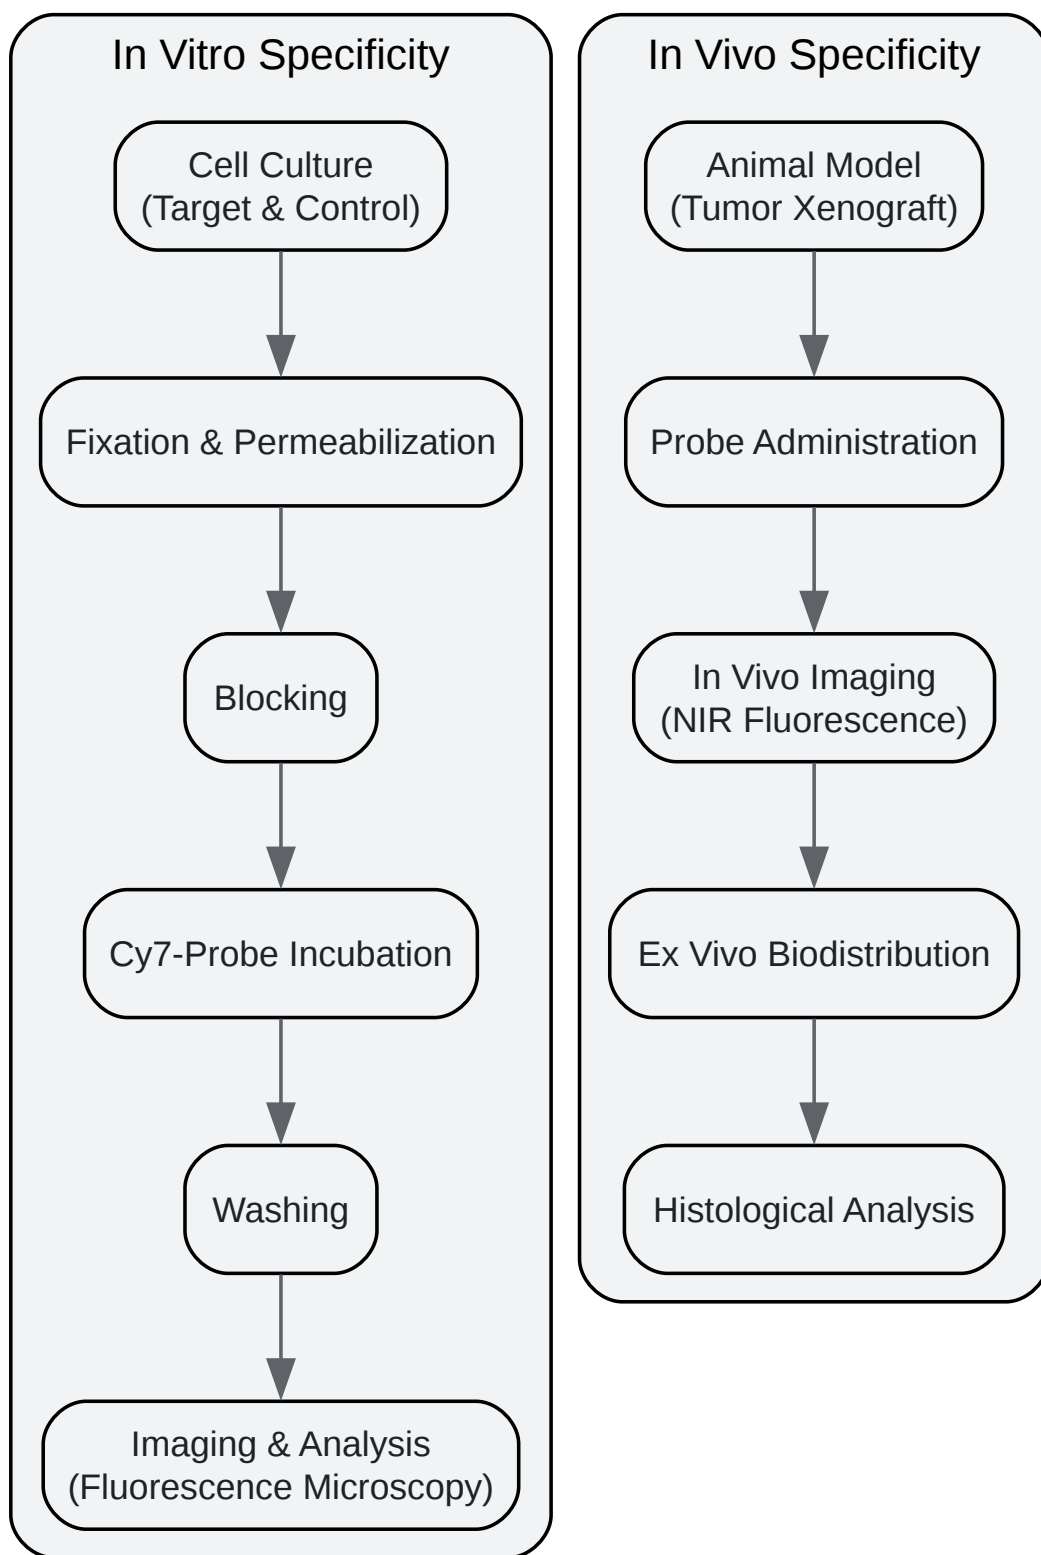 In Vitro Specificity
Cell Culture
(Target & Control)
Fixation & Permeabilization
Blocking
Cy7-Probe Incubation
Washing
Imaging & Analysis
(Fluorescence Microscopy)
In Vivo Specificity
Animal Model
(Tumor Xenograft)
Probe Administration
In Vivo Imaging
(NIR Fluorescence)
Ex Vivo Biodistribution
Histological Analysis